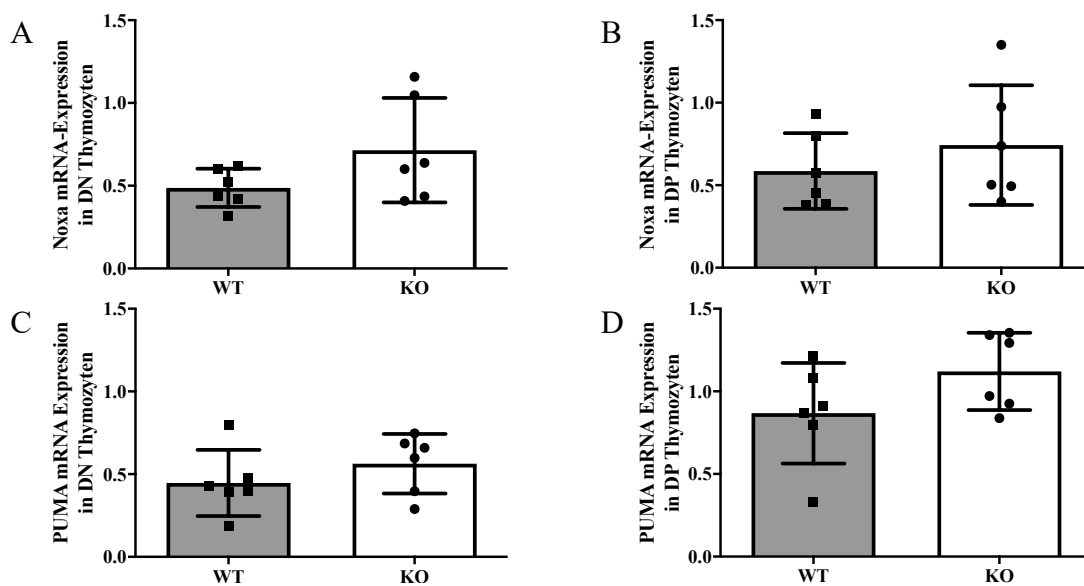 A
Noxa mRNA-Expression
in DN Thymozyten
1.5
1.0
0.5
0.0
WT
KO
B
Noxa mRNA-Expression
in DP Thymozyten
1.5
1.0
0.5
0.0
WT
KO
C
PUMA mRNA Expression
in DN Thymozyten
1.5
1.0
0.5
0.0
WT
KO
D
PUMA mRNA Expression
in DP Thymozyten
1.5
1.0
0.5
0.0
WT
KO